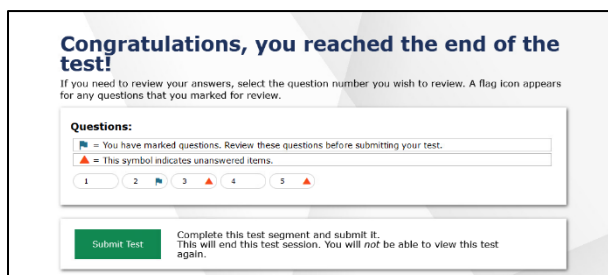 Congratulations, you reached the end of the
test!
If you need to review your answers, select the question number you wish to review. A flag icon appears
for any questions that you marked for review.
Questions:
= You have marked questions. Review these questions before submitting your test.
= This symbol indicates unanswered items.
1 2 3 4 5
Submit Test
Complete this test segment and submit it.
This will end this test session. You will not be able to view this test
again.